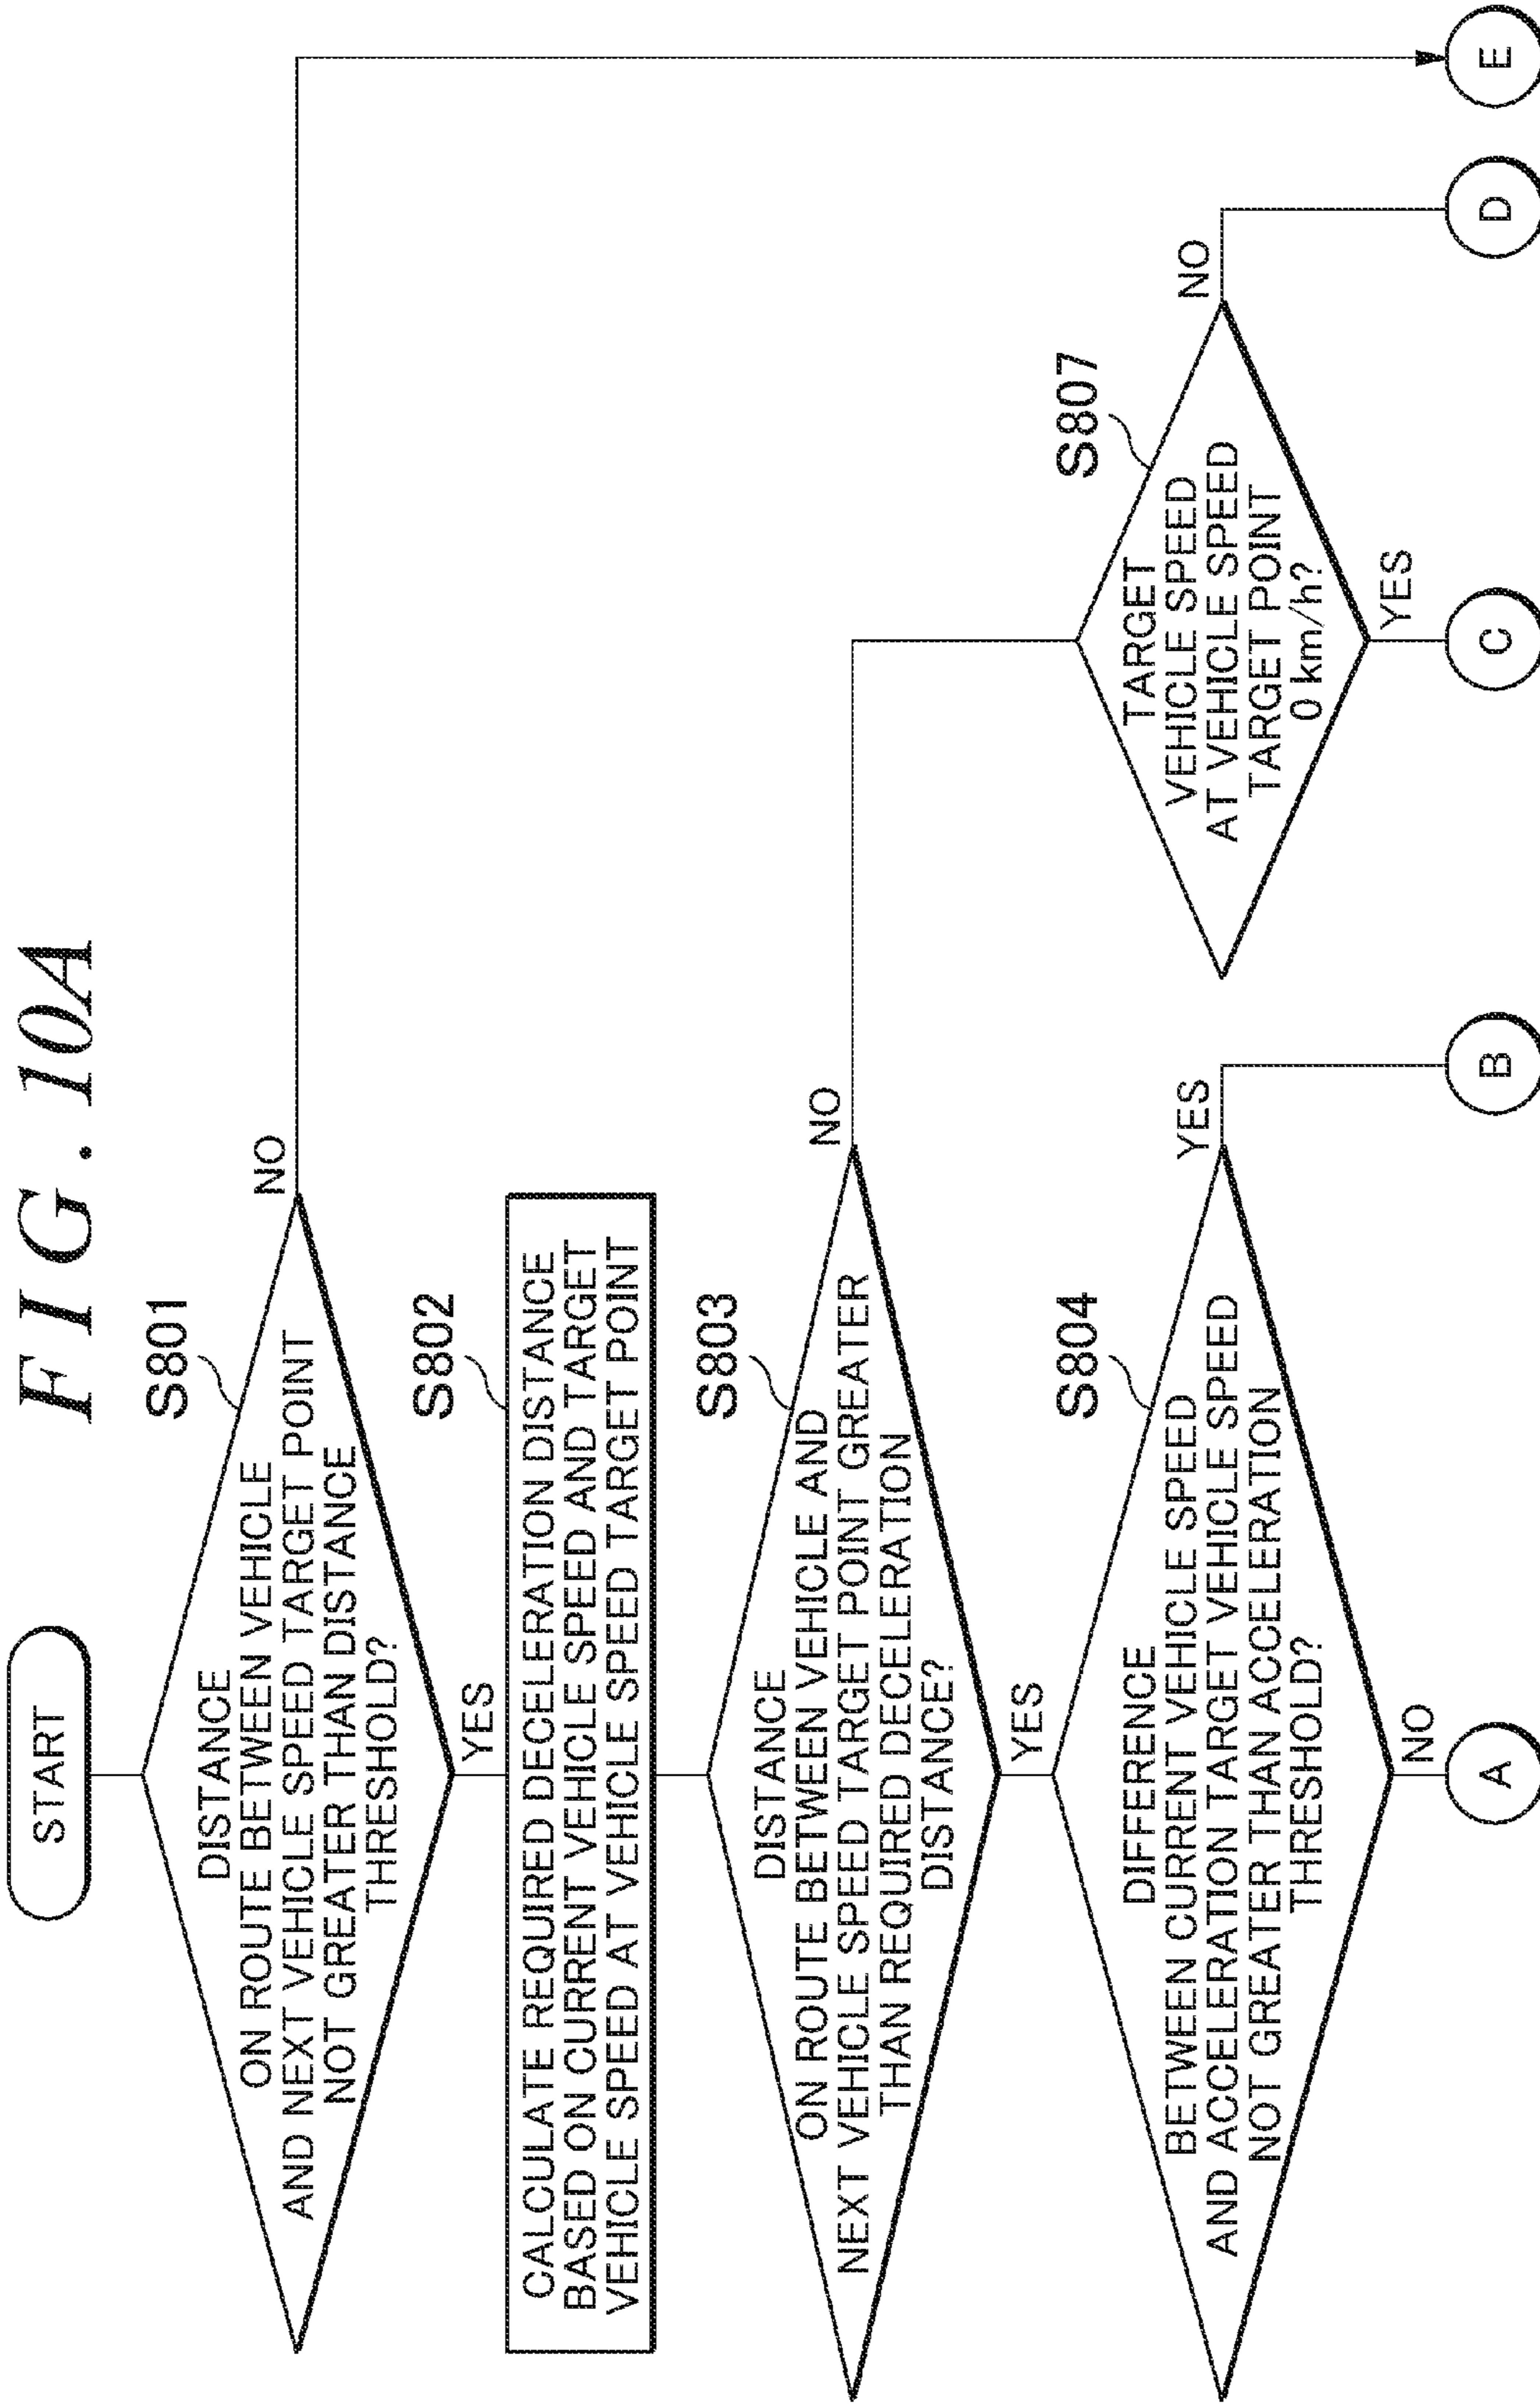 FIG. 10A
START
S801
DISTANCE
ON ROUTE BETWEEN VEHICLE
AND NEXT VEHICLE SPEED TARGET POINT
NOT GREATER THAN DISTANCE
THRESHOLD?
NO
YES
S802
CALCULATE REQUIRED DECELERATION DISTANCE
BASED ON CURRENT VEHICLE SPEED AND TARGET
VEHICLE SPEED AT VEHICLE SPEED TARGET POINT
S803
DISTANCE
ON ROUTE BETWEEN VEHICLE AND
NEXT VEHICLE SPEED TARGET POINT GREATER
THAN REQUIRED DECELERATION
DISTANCE?
NO
YES
S804
DIFFERENCE
BETWEEN CURRENT VEHICLE SPEED
AND ACCELERATION TARGET VEHICLE SPEED
NOT GREATER THAN ACCELERATION
THRESHOLD?
YES
NO
S807
TARGET
VEHICLE SPEED
AT VEHICLE SPEED
TARGET POINT
0 km/h?
NO
YES
A
B
C
D
E